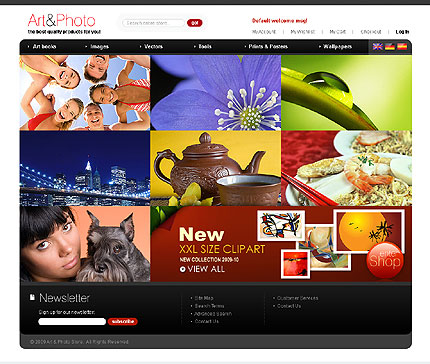 Art&Photo
the best quality products for you!
Search entire store...
GO!
Default welcome msg!
My Account | My Wishlist | My Cart | Checkout | Log In
Art books
Images
Vectors
Tools
Prints & Posters
Wallpapers
New
XXL SIZE CLIPART
NEW COLLECTION 2009-10
VIEW ALL
enter
Shop
Newsletter
Sign up for our newsletter:
subscribe
Site Map
Search Terms
Advanced Search
Contact Us
Customer Services
Contact Us
© 2009 Art & Photo Store. All Rights Reserved.